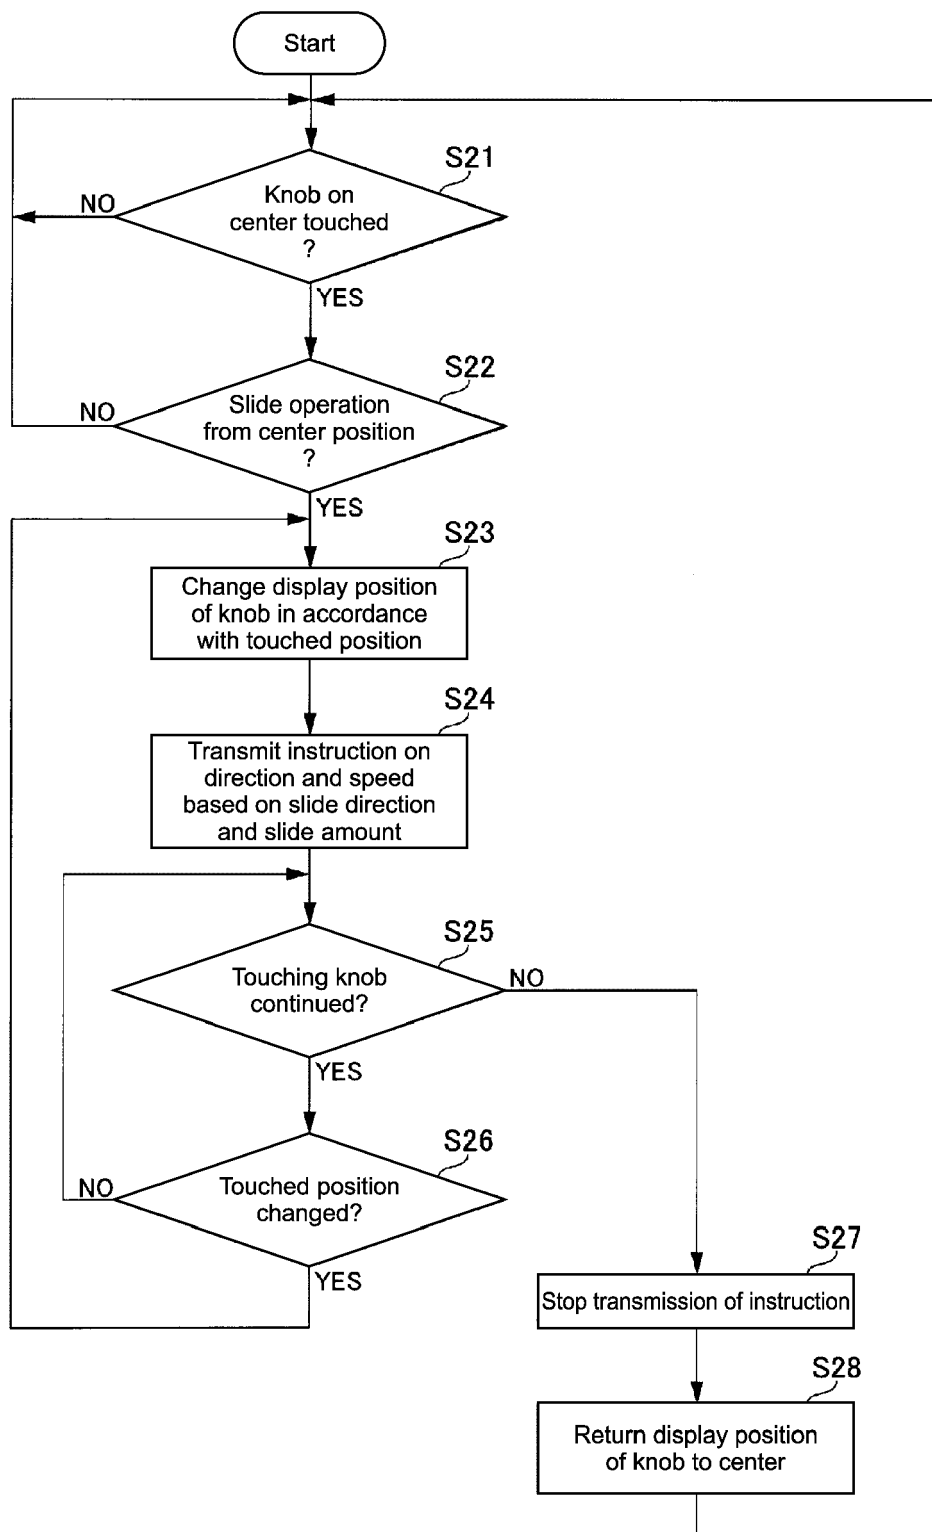 Start
S21
Knob on
center touched
?
NO
YES
S22
Slide operation
from center position
?
NO
YES
S23
Change display position
of knob in accordance
with touched position
S24
Transmit instruction on
direction and speed
based on slide direction
and slide amount
S25
Touching knob
continued?
NO
YES
S26
Touched position
changed?
NO
YES
S27
Stop transmission of instruction
S28
Return display position
of knob to center